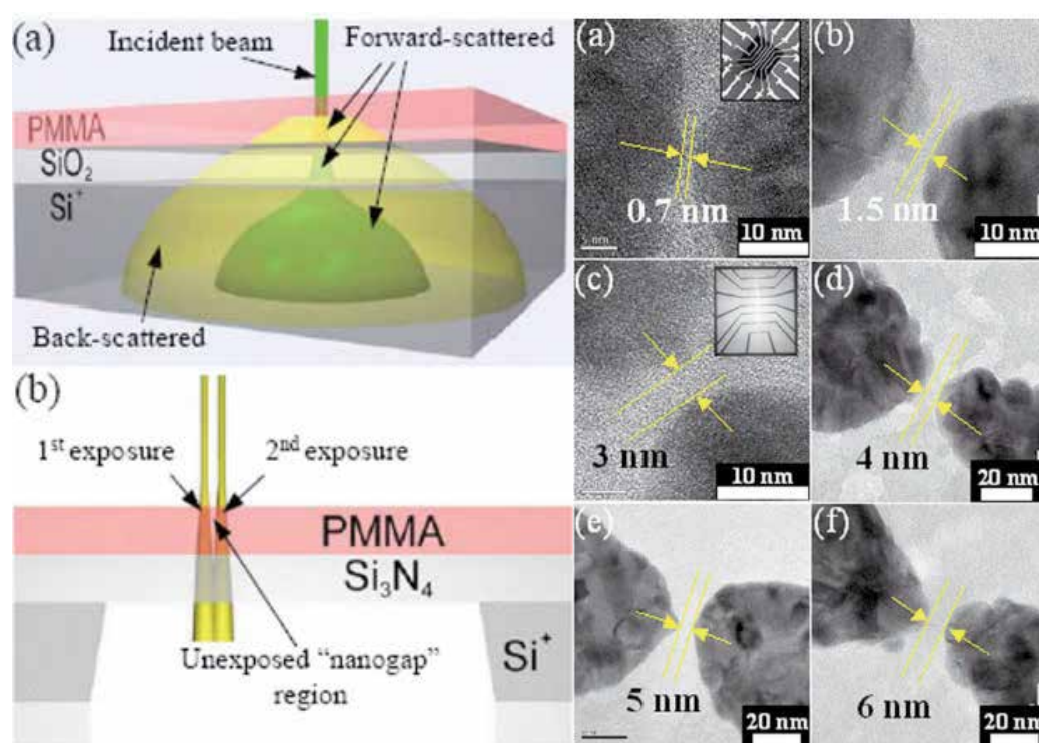 (a)
Incident beam
Forward-scattered
PMMA
SiO₂
Si⁺
Back-scattered
(b)
1ˢᵗ exposure
2ⁿᵈ exposure
PMMA
Si₃N₄
Si⁺
Unexposed “nanogap”
region
(a)
0.7 nm
10 nm
(b)
1.5 nm
10 nm
(c)
3 nm
10 nm
(d)
4 nm
20 nm
(e)
5 nm
20 nm
(f)
6 nm
20 nm